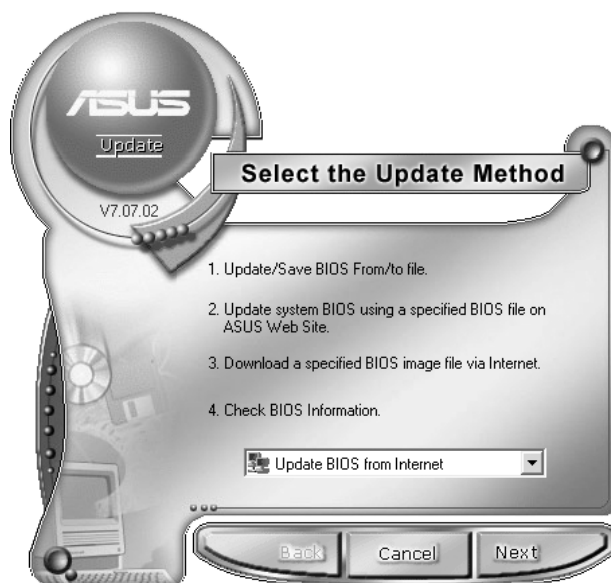 ASUS
Update
V7.07.02
Select the Update Method
1. Update/Save BIOS From/to file.
2. Update system BIOS using a specified BIOS file on
ASUS Web Site.
3. Download a specified BIOS image file via Internet.
4. Check BIOS Information.
Update BIOS from Internet
Back
Cancel
Next